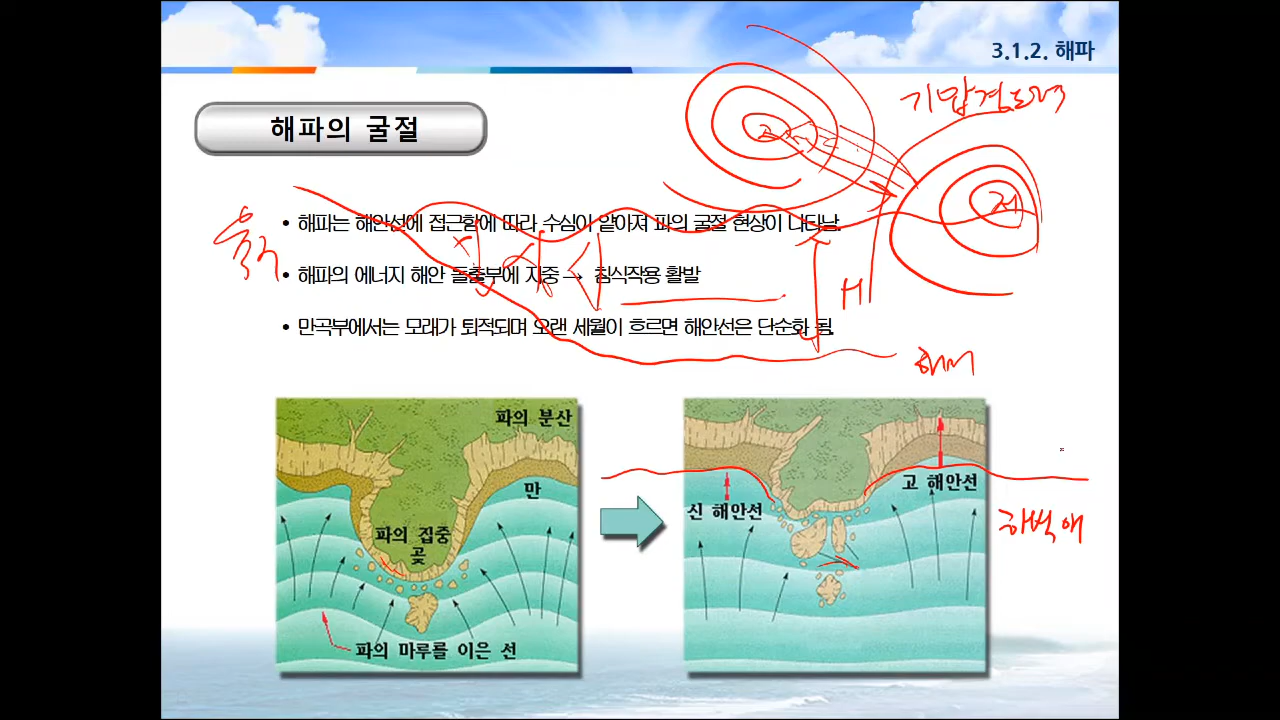 3.1.2. 해파
기압경도력
해파의 굴절
고
저
• 해파는 해안선에 접근함에 따라 수심이 얕아져 파의 굴절 현상이 나타남.
• 해파의 에너지 해안 돌출부에 집중 → 침식작용 활발
H
• 만곡부에서는 모래가 퇴적되며 오랜 세월이 흐르면 해안선은 단순화 됨.
파의 분산
만
파의 집중
곶
파의 마루를 이은 선
신 해안선
고 해안선